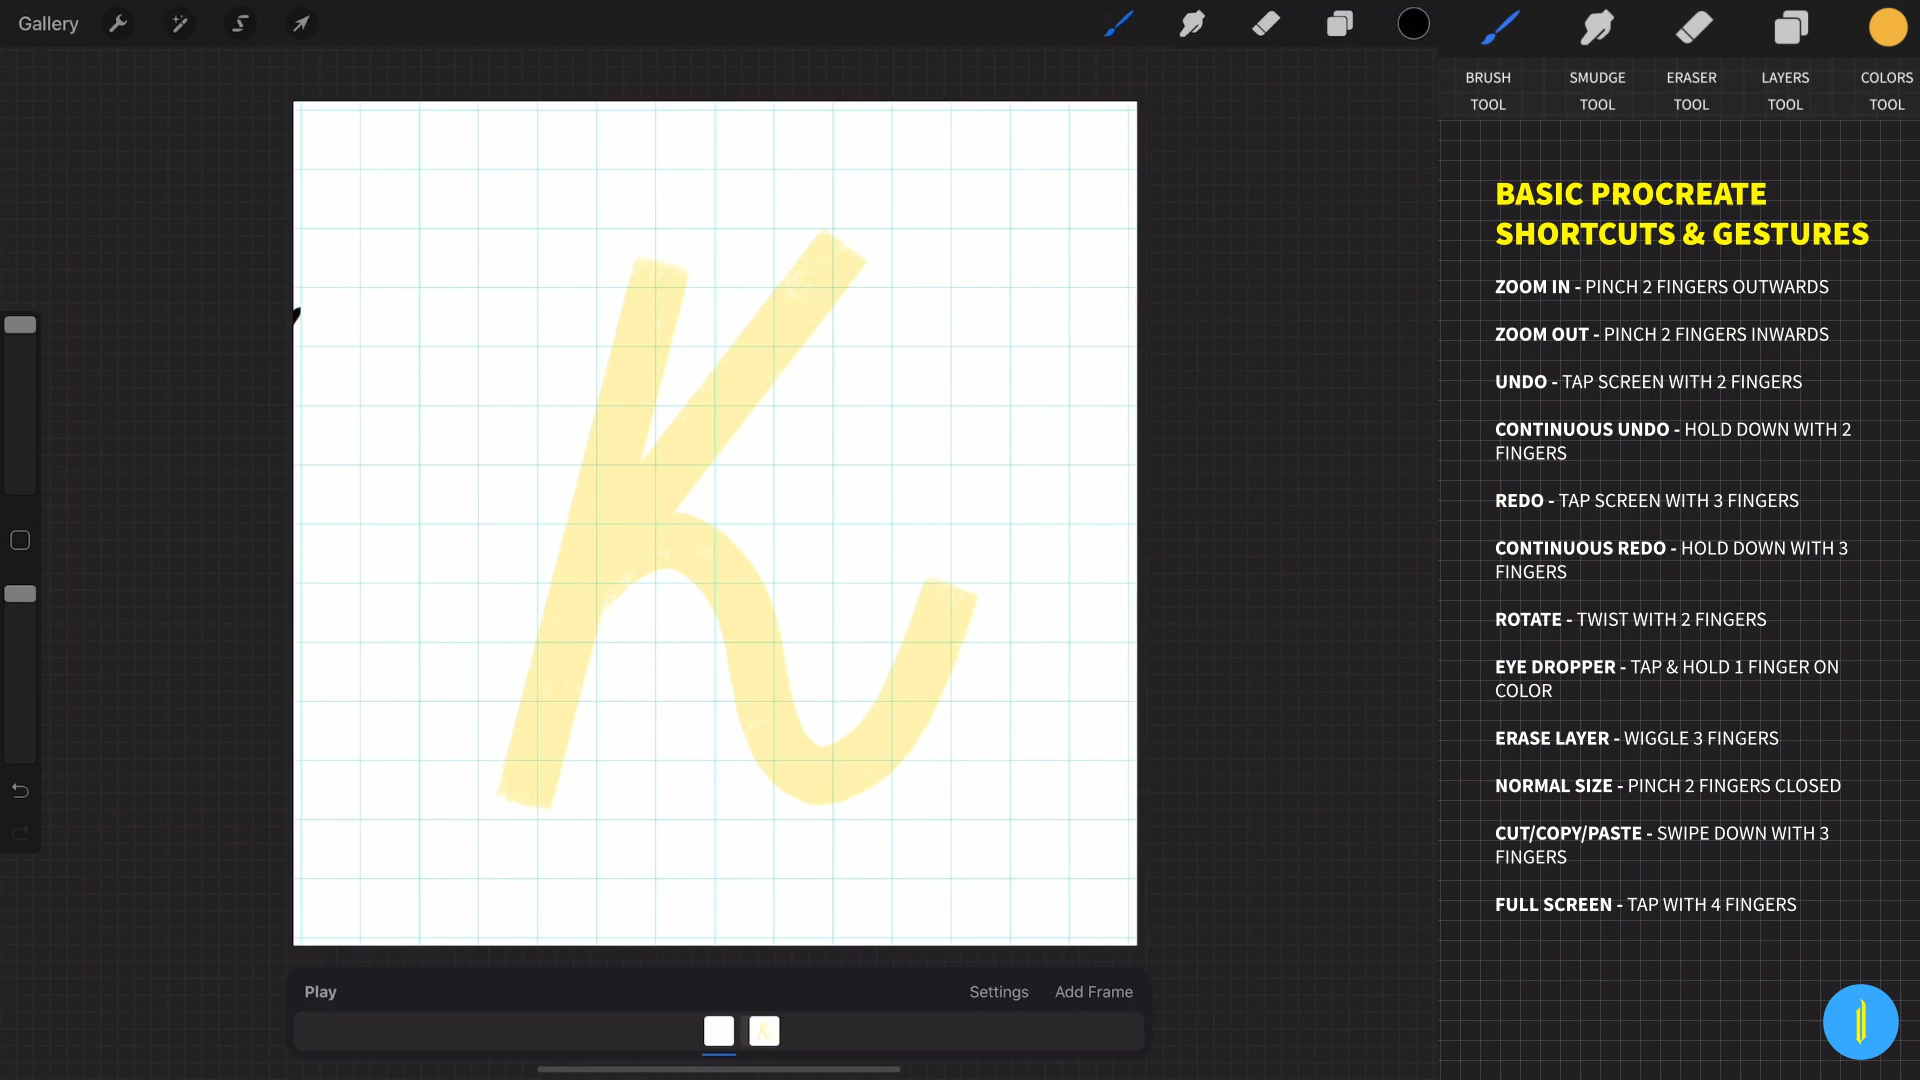 Gallery
BRUSH TOOL
SMUDGE TOOL
ERASER TOOL
LAYERS TOOL
COLORS TOOL
K
BASIC PROCREATE
SHORTCUTS & GESTURES
ZOOM IN - PINCH 2 FINGERS OUTWARDS
ZOOM OUT - PINCH 2 FINGERS INWARDS
UNDO - TAP SCREEN WITH 2 FINGERS
CONTINUOUS UNDO - HOLD DOWN WITH 2
FINGERS
REDO - TAP SCREEN WITH 3 FINGERS
CONTINUOUS REDO - HOLD DOWN WITH 3
FINGERS
ROTATE - TWIST WITH 2 FINGERS
EYE DROPPER - TAP & HOLD 1 FINGER ON
COLOR
ERASE LAYER - WIGGLE 3 FINGERS
NORMAL SIZE - PINCH 2 FINGERS CLOSED
CUT/COPY/PASTE - SWIPE DOWN WITH 3
FINGERS
FULL SCREEN - TAP WITH 4 FINGERS
Play
Settings
Add Frame